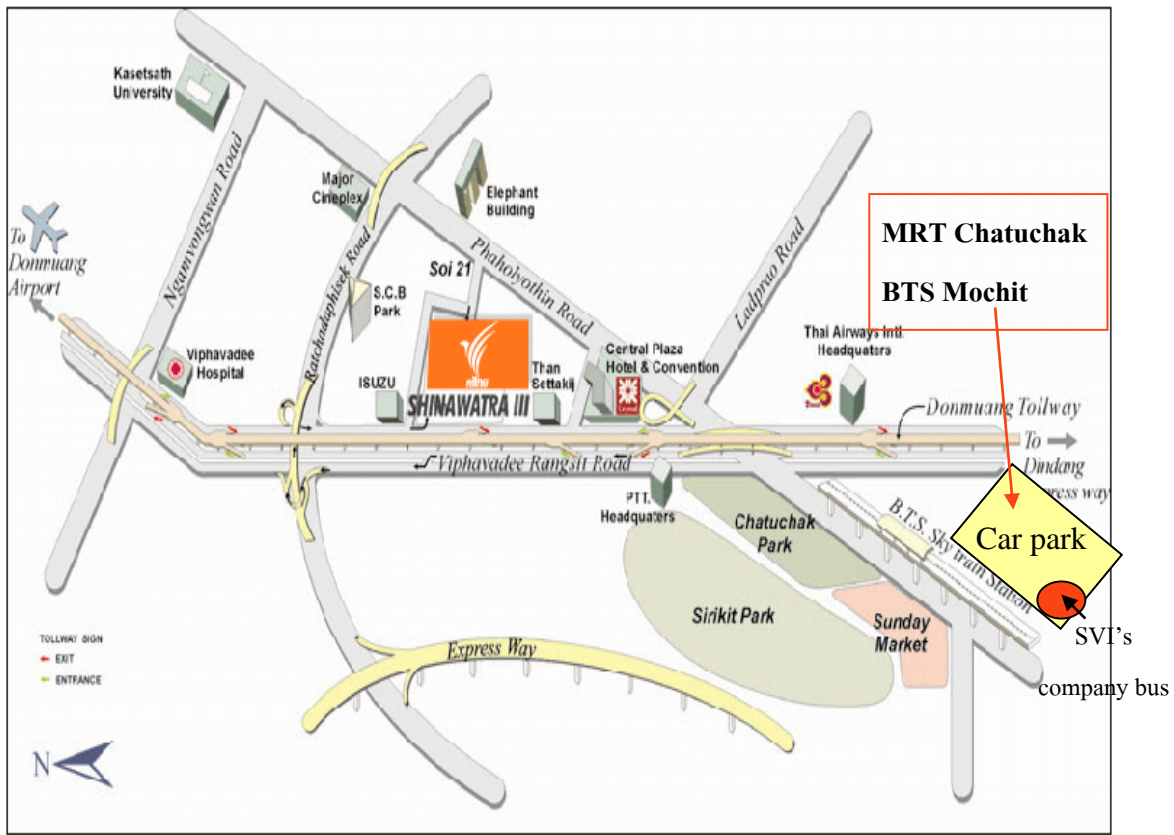 Kasetsath
University
Ngamvongwan Road
To
Donmuang
Airport
Viphavadee
Hospital
Major
Cineplex
Ratchadaphisek Road
S.C.B
Park
Elephant
Building
Soi 21
Phaholyothin Road
Ladprao Road
MRT Chatuchak
BTS Mochit
ISUZU
SHINAWATRA III
Than
Settakij
Central Plaza
Hotel & Convention
Thai Airways Intl.
Headquaters
Donmuang Tollway
To
Dindang
press way
Viphavadee Rangsit Road
PTT.
Headquaters
Chatuchak
Park
B.T.S. Sky train Station
Car park
Sirikit Park
Sunday
Market
SVI's
company bus
Express Way
TOLLWAY SIGN
EXIT
ENTRANCE
N